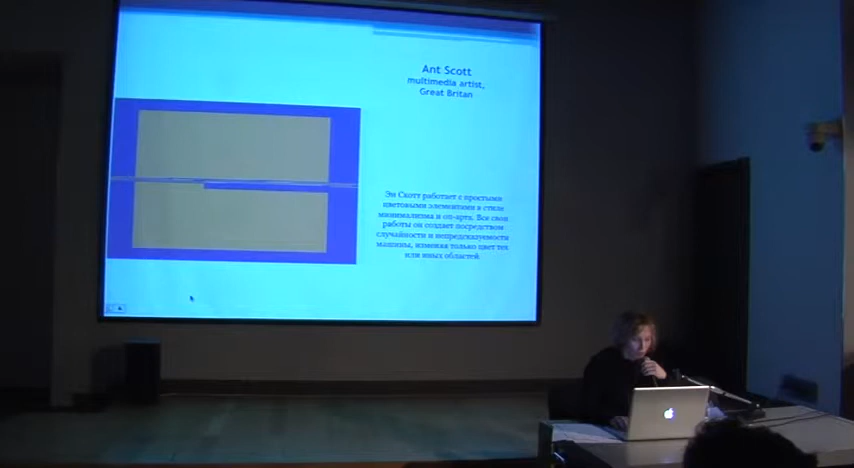 Ant Scott
multimedia artist,
Great Britan
Эн Скотт работает с простыми
цветовыми элементами в стиле
минимализма и оп-арта. Все свои
работы он создает посредством
случайности и непредсказуемости
машины, изменяя только цвет тех
или иных областей.